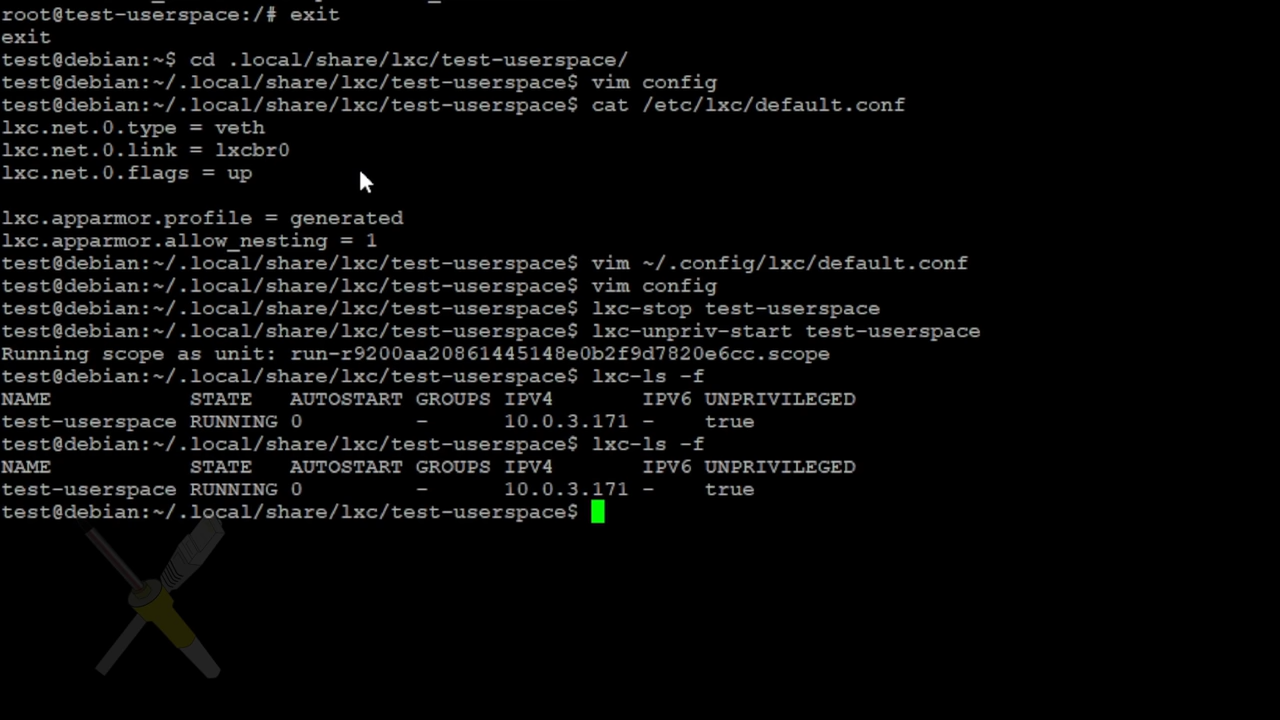 root@test-userspace:/# exit
exit
test@debian:~$ cd .local/share/lxc/test-userspace/
test@debian:~/.local/share/lxc/test-userspace$ vim config
test@debian:~/.local/share/lxc/test-userspace$ cat /etc/lxc/default.conf
lxc.net.0.type = veth
lxc.net.0.link = lxcbr0
lxc.net.0.flags = up
lxc.apparmor.profile = generated
lxc.apparmor.allow_nesting = 1
test@debian:~/.local/share/lxc/test-userspace$ vim ~/.config/lxc/default.conf
test@debian:~/.local/share/lxc/test-userspace$ vim config
test@debian:~/.local/share/lxc/test-userspace$ lxc-stop test-userspace
test@debian:~/.local/share/lxc/test-userspace$ lxc-unpriv-start test-userspace
Running scope as unit: run-r9200aa20861445148e0b2f9d7820e6cc.scope
test@debian:~/.local/share/lxc/test-userspace$ lxc-ls -f
NAME STATE AUTOSTART GROUPS IPV4 IPV6 UNPRIVILEGED
test-userspace RUNNING 0 - 10.0.3.171 - true
test@debian:~/.local/share/lxc/test-userspace$ lxc-ls -f
NAME STATE AUTOSTART GROUPS IPV4 IPV6 UNPRIVILEGED
test-userspace RUNNING 0 - 10.0.3.171 - true
test@debian:~/.local/share/lxc/test-userspace$